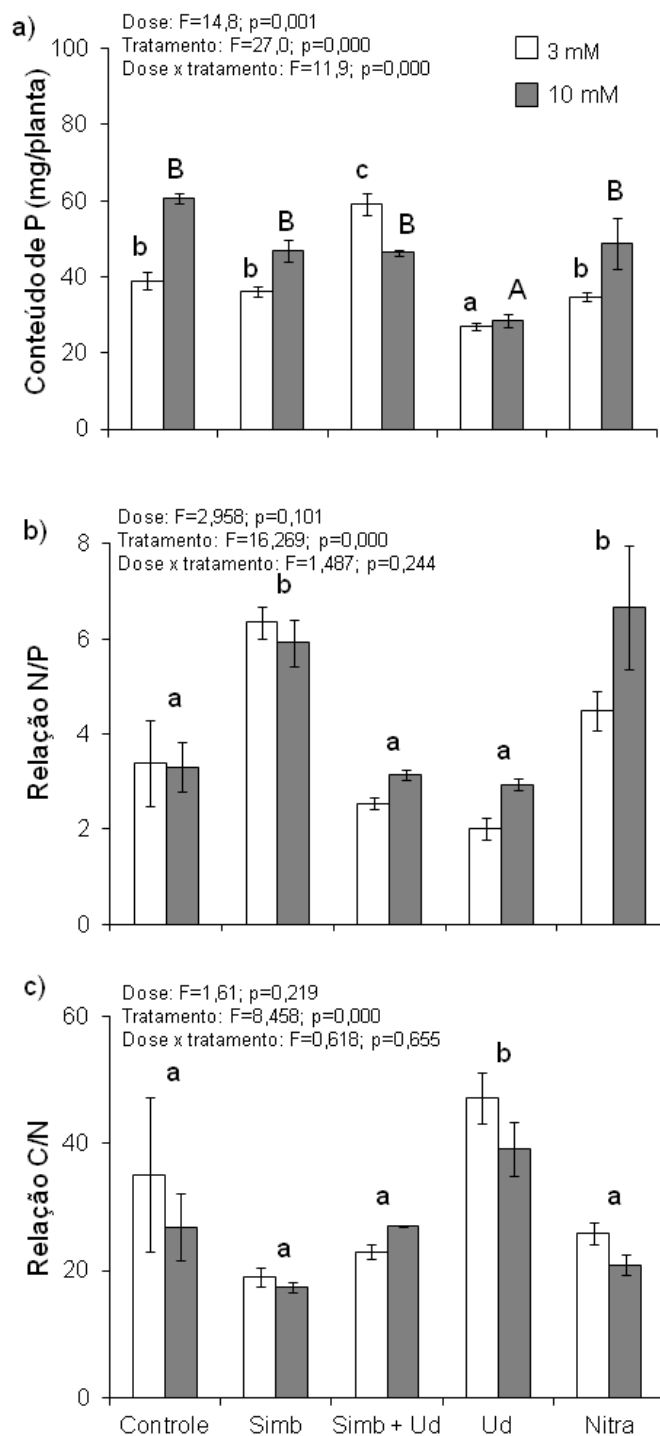 a)
Dose: F=14,8; p=0,001
Tratamento: F=27,0; p=0,000
Dose x tratamento: F=11,9; p=0,000
3 mM
10 mM
Conteúdo de P (mg/planta)
100
80
60
40
20
0
b B
b B
c B
a A
b B
b)
Dose: F=2,958; p=0,101
Tratamento: F=16,269; p=0,000
Dose x tratamento: F=1,487; p=0,244
Relação N/P
8
6
4
2
0
a b a a b
c)
Dose: F=1,61; p=0,219
Tratamento: F=8,458; p=0,000
Dose x tratamento: F=0,618; p=0,655
Relação C/N
60
40
20
0
a a a b a
Controle Simb Simb + Ud Ud Nitra